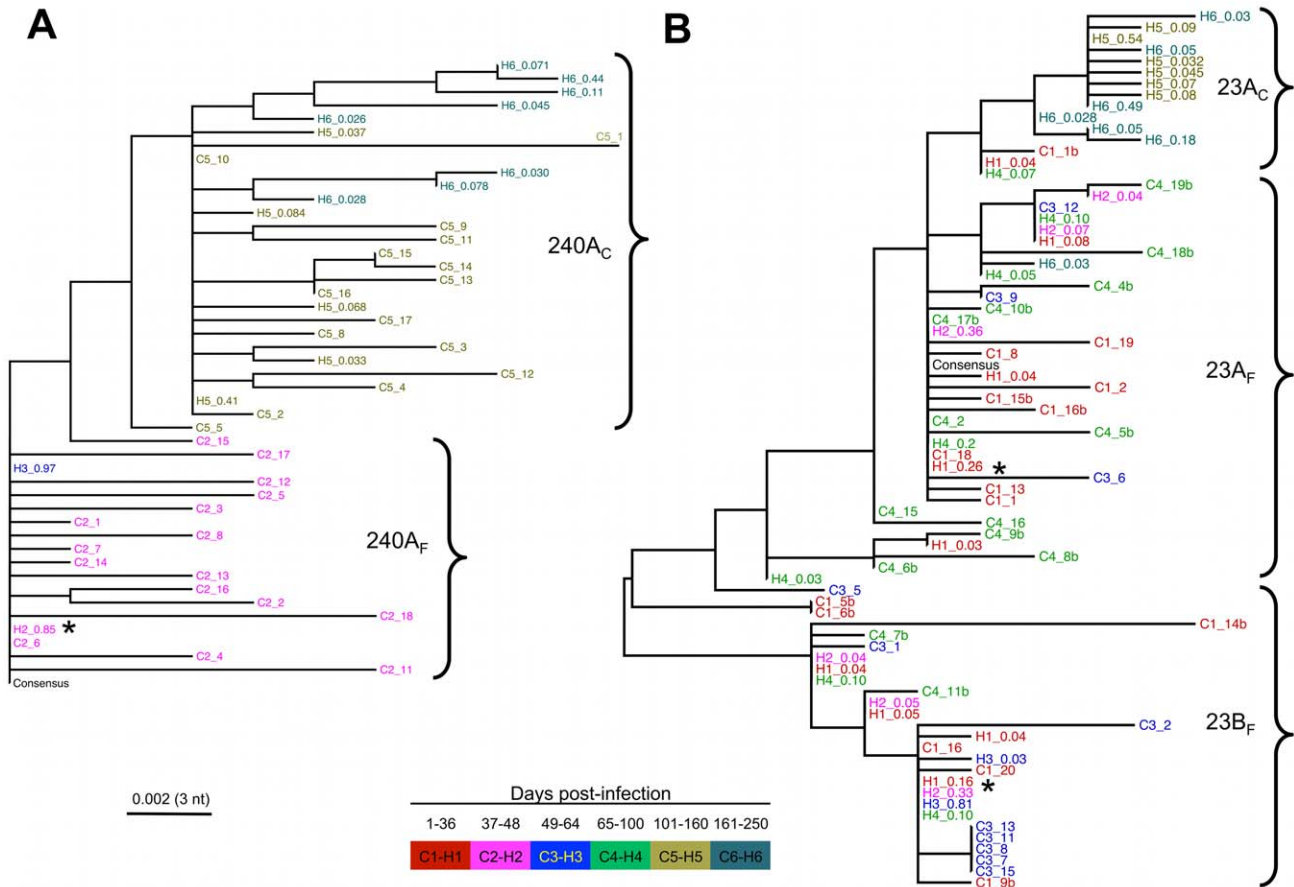 A
H6_0.071
H6_0.44
H6_0.11
H6_0.045
H6_0.026
H5_0.037
C5_1
C5_10
H6_0.030
H6_0.078
H6_0.028
H5_0.084
C5_9
C5_11
C5_15
C5_14
C5_13
C5_16
H5_0.068
C5_17
C5_8
C5_3
H5_0.033
C5_12
C5_4
H5_0.41
C5_2
C5_5
240AC
C2_15
C2_17
H3_0.97
C2_12
C2_5
C2_3
C2_1
C2_8
C2_7
C2_14
C2_13
C2_16
C2_2
C2_18
H2_0.85 *
C2_6
C2_4
C2_11
Consensus
240AF
0.002 (3 nt)
B
H6_0.03
H5_0.09
H5_0.54
H6_0.05
H5_0.032
H5_0.045
H5_0.07
H5_0.08
H6_0.49
H6_0.028
H6_0.05
H6_0.18
C1_1b
H1_0.04
H4_0.07
23AC
C4_19b
H2_0.04
C3_12
H4_0.10
H2_0.07
H1_0.08
C4_18b
H6_0.03
H4_0.05
C4_4b
C3_9
C4_10b
C4_17b
H2_0.36
C1_19
C1_8
Consensus
H1_0.04
C1_2
C1_15b
C1_16b
C4_2
C4_5b
H4_0.2
C1_18
H1_0.26 *
C3_6
C1_13
C1_1
C4_15
C4_16
C4_9b
H1_0.03
C4_8b
C4_6b
H4_0.03
23AF
C3_5
C1_5b
C1_6b
C1_14b
C4_7b
C3_1
H2_0.04
H1_0.04
H4_0.10
C4_11b
H2_0.05
H1_0.05
C3_2
H1_0.04
C1_16
H3_0.03
C1_20
H1_0.16 *
H2_0.33
H3_0.81
H4_0.10
C3_13
C3_11
C3_8
C3_7
C3_15
C1_9b
23BF
Days post-infection
1-36 37-48 49-64 65-100 101-160 161-250
C1-H1 C2-H2 C3-H3 C4-H4 C5-H5 C6-H6